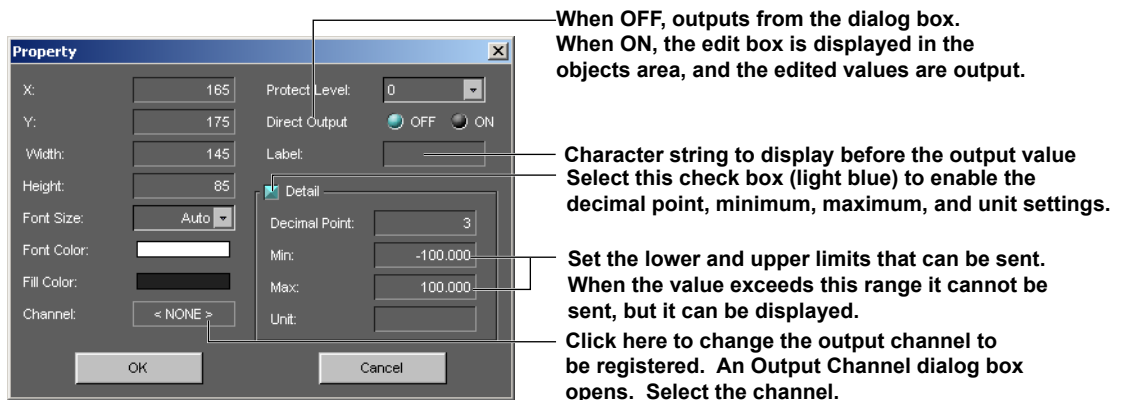 When OFF, outputs from the dialog box.
When ON, the edit box is displayed in the
objects area, and the edited values are output.
Property
X: 165
Protect Level: 0
Y: 175
Direct Output OFF ON
Width: 145
Label:
Character string to display before the output value
Height: 85
Detail
Select this check box (light blue) to enable the
decimal point, minimum, maximum, and unit settings.
Font Size: Auto
Decimal Point: 3
Font Color:
Min: -100.000
Set the lower and upper limits that can be sent.
When the value exceeds this range it cannot be
sent, but it can be displayed.
Fill Color:
Max: 100.000
Channel: < NONE >
Unit:
Click here to change the output channel to
be registered. An Output Channel dialog box
opens. Select the channel.
OK
Cancel